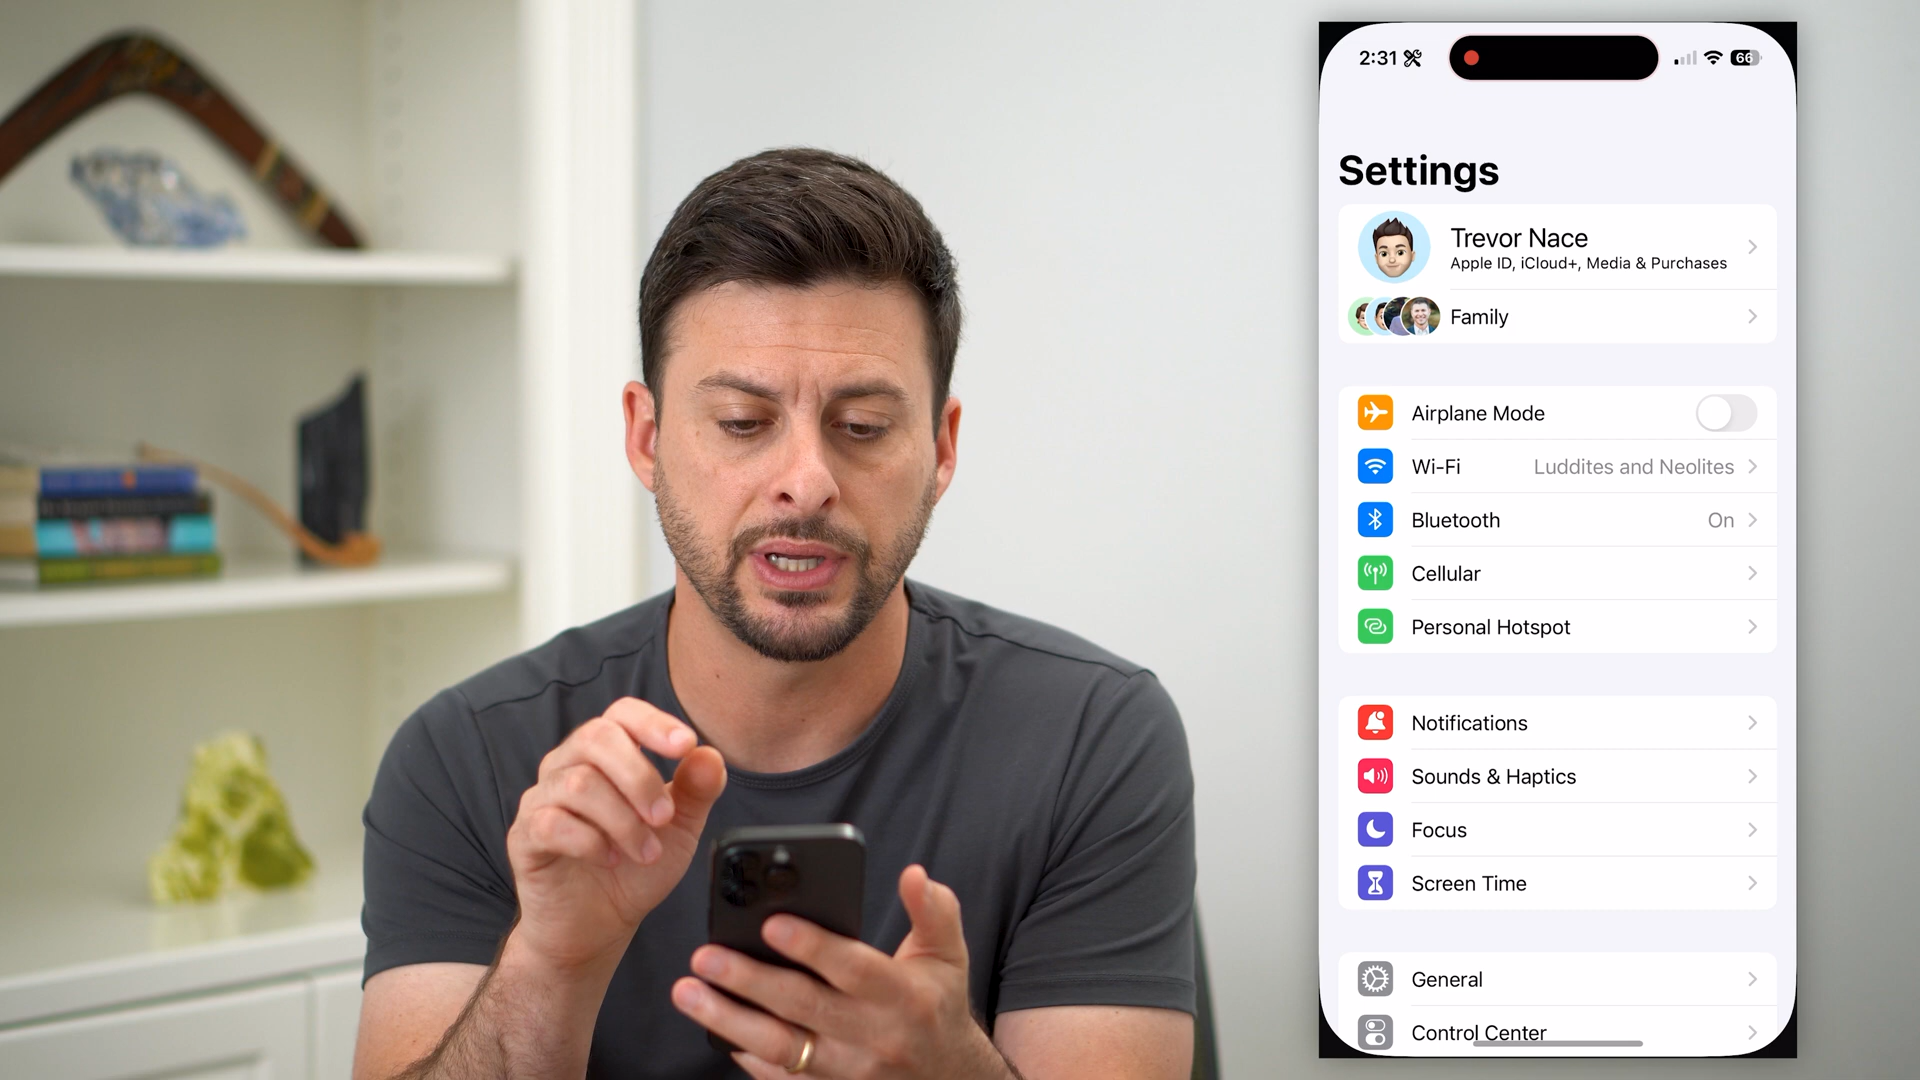 2:31
66
Settings
Trevor Nace
Apple ID, iCloud+, Media & Purchases
Family
Airplane Mode
Wi-Fi Luddites and Neolites
Bluetooth On
Cellular
Personal Hotspot
Notifications
Sounds & Haptics
Focus
Screen Time
General
Control Center